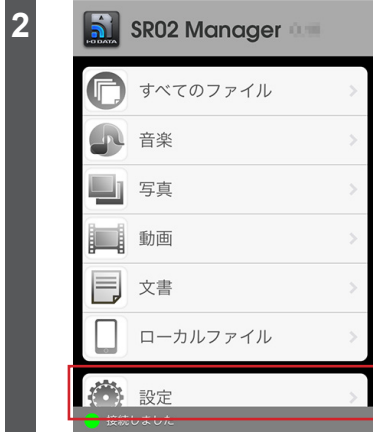 2
I-O DATA
SR02 Manager
すべてのファイル
音楽
写真
動画
文書
ローカルファイル
設定
接続しました